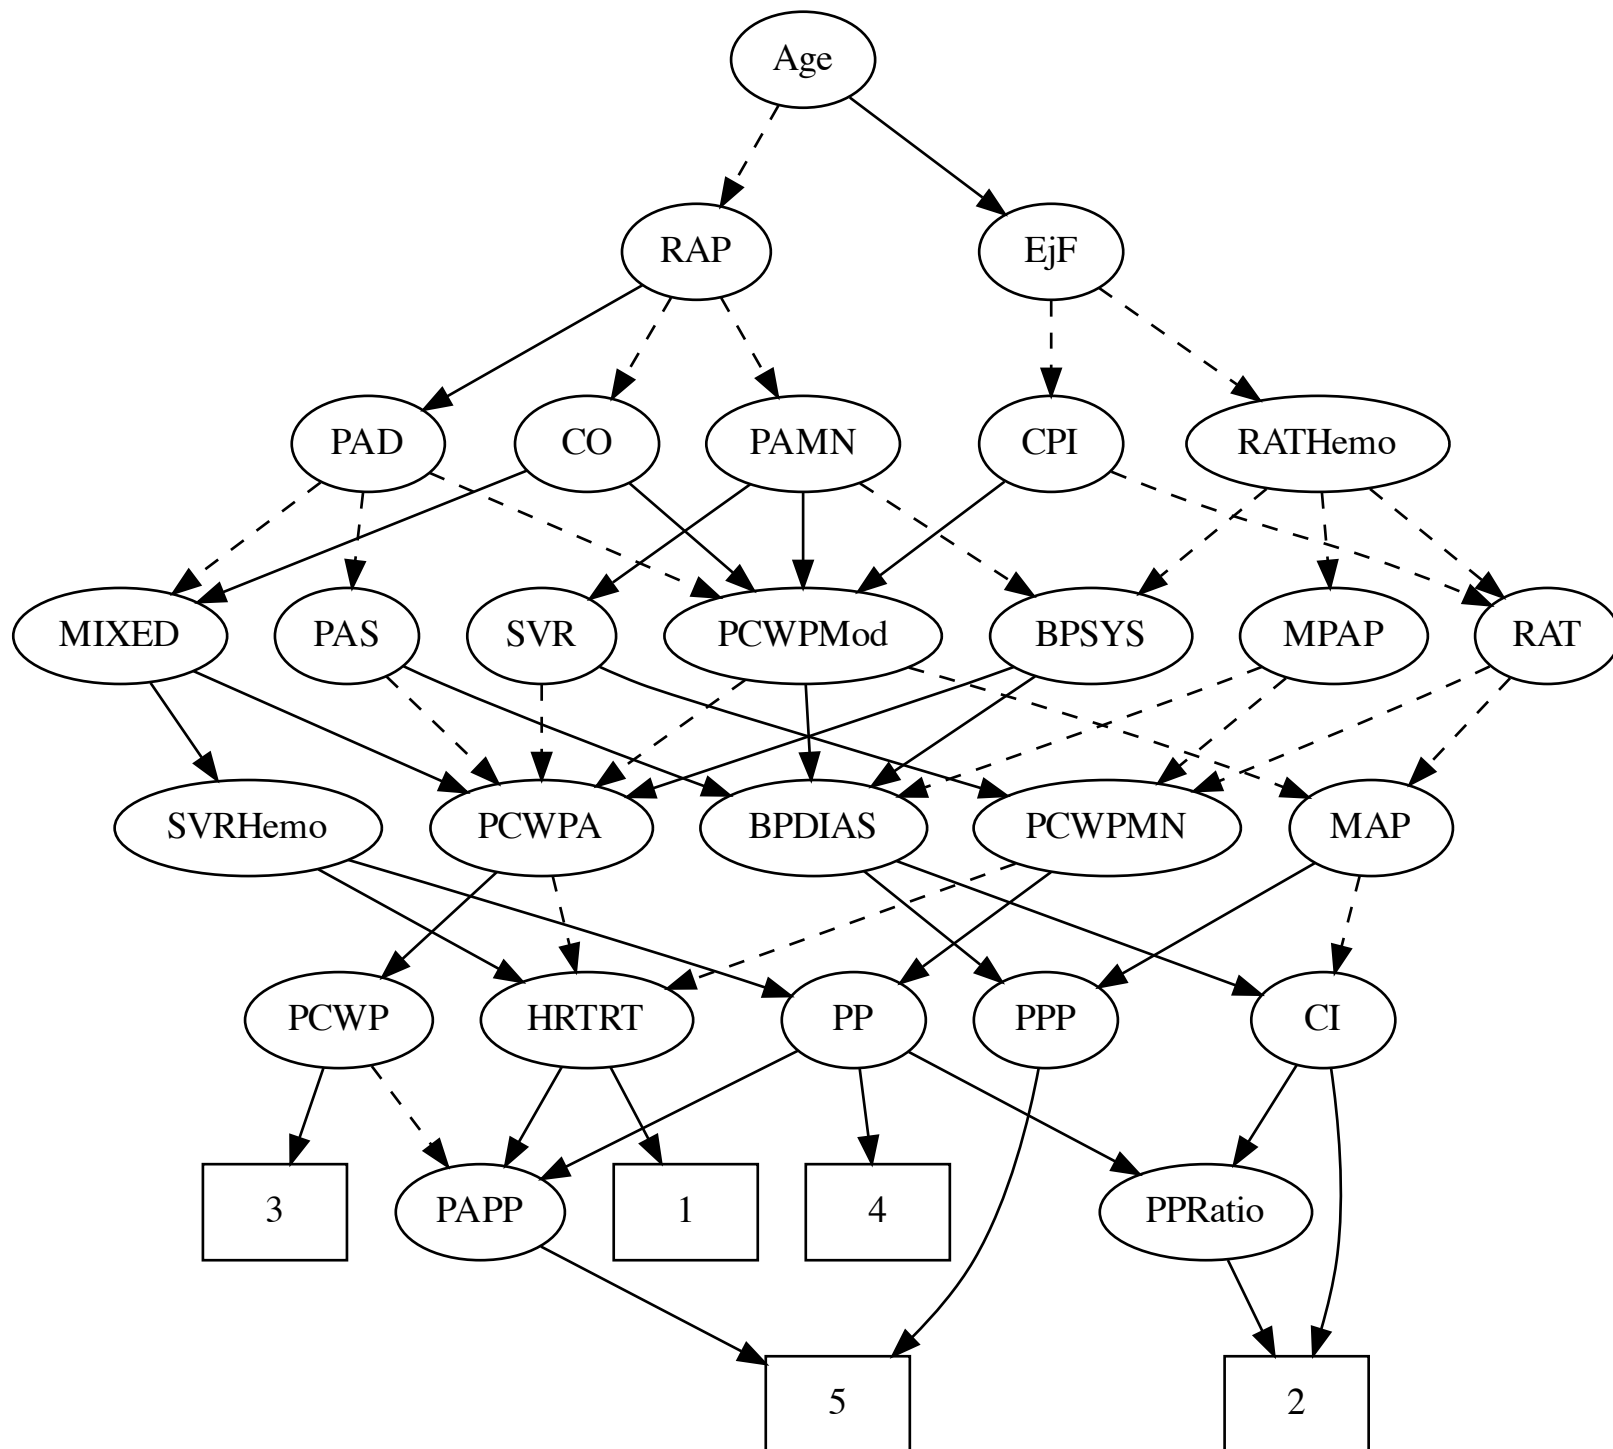 Age
RAP
EjF
PAD
CO
PAMN
CPI
RATHemo
MIXED
PAS
SVR
PCWPMod
BPSYS
MPAP
RAT
SVRHemo
PCWPA
BPDIAS
PCWPMN
MAP
PCWP
HRTRT
PP
PPP
CI
3
PAPP
1
4
PPRatio
5
2